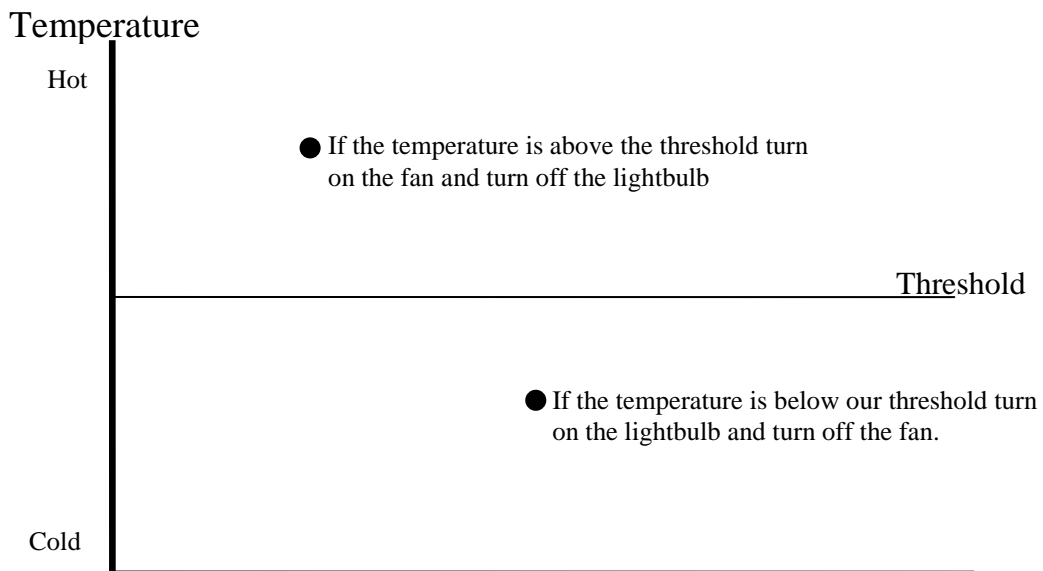 Temperature
Hot
If the temperature is above the threshold turn
on the fan and turn off the lightbulb
Threshold
If the temperature is below our threshold turn
on the lightbulb and turn off the fan.
Cold